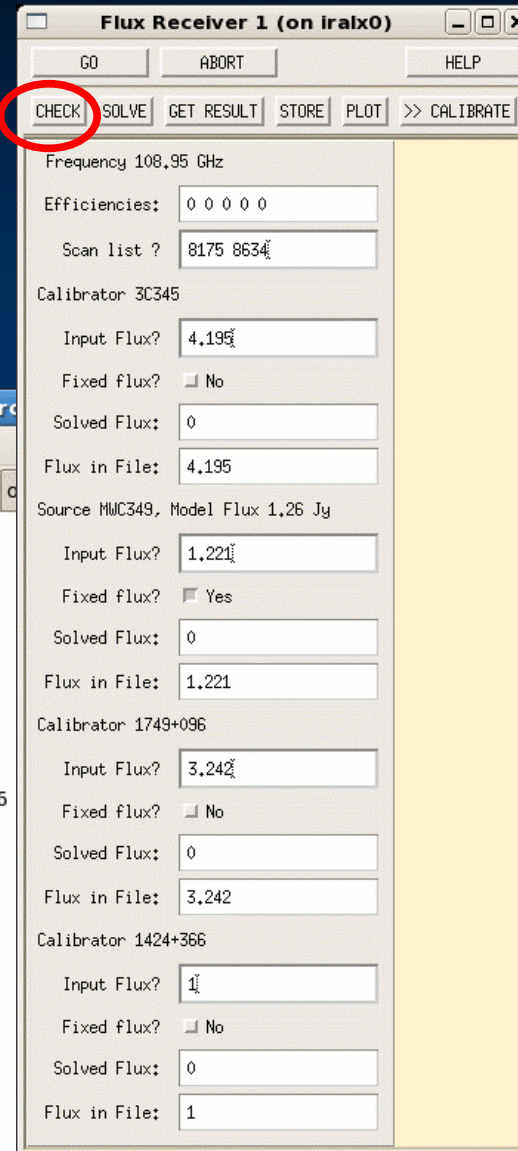 Flux Receiver 1 (on iralx0)
GO ABORT HELP
CHECK SOLVE GET RESULT STORE PLOT >> CALIBRATE
Frequency 108.95 GHz
Efficiencies: 0 0 0 0 0
Scan list ? 8175 8634
Calibrator 3C345
Input Flux? 4.195
Fixed flux? No
Solved Flux: 0
Flux in File: 4.195
Source MWC349, Model Flux 1.26 Jy
Input Flux? 1.221
Fixed flux? Yes
Solved Flux: 0
Flux in File: 1.221
Calibrator 1749+096
Input Flux? 3.242
Fixed flux? No
Solved Flux: 0
Flux in File: 3.242
Calibrator 1424+366
Input Flux? 1
Fixed flux? No
Solved Flux: 0
Flux in File: 1